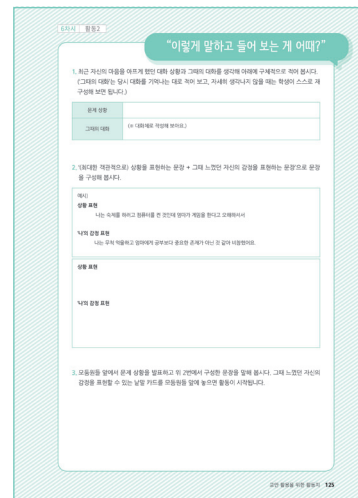 6차시 활동2
"이렇게 말하고 들어 보는 게 어때?"
1. 최근 자신의 마음을 아프게 했던 대화 상황과 그때의 대화를 생각해 아래에 구체적으로 적어 봅시다.
('그때의 대화'는 당시 대화를 기억나는 대로 적어 보고, 자세히 생각나지 않을 때는 학생이 스스로 재
구성해 보면 됩니다.)
문제 상황
그때의 대화
(※ 대화체로 작성해 보아요.)
2. '(최대한 객관적으로) 상황을 표현하는 문장 + 그때 느꼈던 자신의 감정을 표현하는 문장'으로 문장
을 구성해 봅시다.
예시)
상황 표현
나는 숙제를 하려고 컴퓨터를 켠 것인데 엄마가 게임을 한다고 오해하셔서
'나'의 감정 표현
나는 무척 억울하고 엄마에게 공부보다 중요한 존재가 아닌 것 같아 비참했어요.
상황 표현
'나'의 감정 표현
3. 모둠원들 앞에서 문제 상황을 발표하고 위 2번에서 구성한 문장을 말해 봅시다. 그때 느꼈던 자신의
감정을 표현할 수 있는 낱말 카드를 모둠원들 앞에 놓으면 활동이 시작됩니다.
교안 활용을 위한 활동지 125